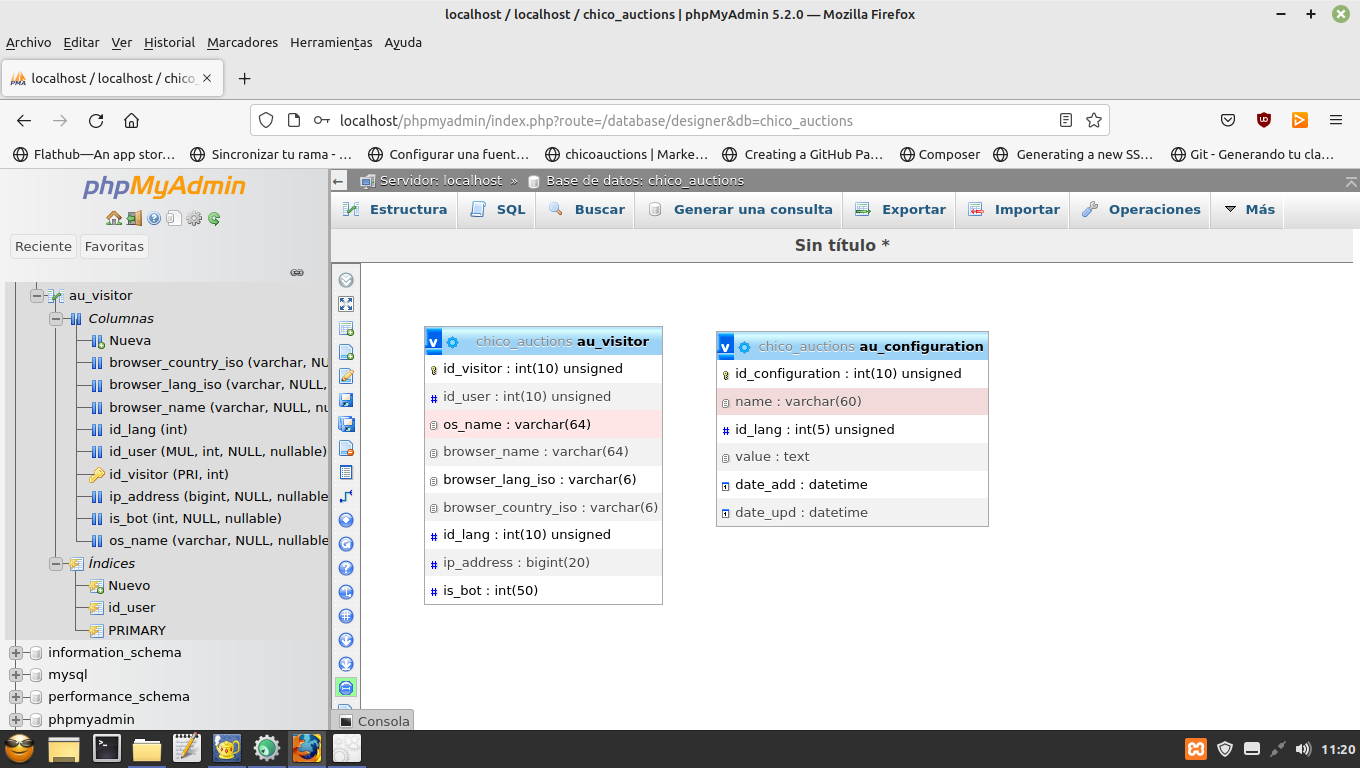 localhost / localhost / chico_auctions | phpMyAdmin 5.2.0 — Mozilla Firefox
Archivo Editar Ver Historial Marcadores Herramientas Ayuda
PMA localhost / localhost / chico_
localhost/phpmyadmin/index.php?route=/database/designer&db=chico_auctions
Flathub—An app stor… Sincronizar tu rama - … Configurar una fuent… chicoauctions | Marke… Creating a GitHub Pa… Composer Generating a new SS… Git - Generando tu cla…
phpMyAdmin
Reciente Favoritas
au_visitor
Columnas
Nueva
browser_country_iso (varchar, NU
browser_lang_iso (varchar, NULL,
browser_name (varchar, NULL, nu
id_lang (int)
id_user (MUL, int, NULL, nullable)
id_visitor (PRI, int)
ip_address (bigint, NULL, nullable
is_bot (int, NULL, nullable)
os_name (varchar, NULL, nullable
Índices
Nuevo
id_user
PRIMARY
information_schema
mysql
performance_schema
phpmyadmin
Servidor: localhost » Base de datos: chico_auctions
Estructura SQL Buscar Generar una consulta Exportar Importar Operaciones Más
Sin título *
v chico_auctions au_visitor
id_visitor : int(10) unsigned
# id_user : int(10) unsigned
os_name : varchar(64)
browser_name : varchar(64)
browser_lang_iso : varchar(6)
browser_country_iso : varchar(6)
# id_lang : int(10) unsigned
# ip_address : bigint(20)
# is_bot : int(50)
v chico_auctions au_configuration
id_configuration : int(10) unsigned
name : varchar(60)
# id_lang : int(5) unsigned
value : text
date_add : datetime
date_upd : datetime
Consola
11:20